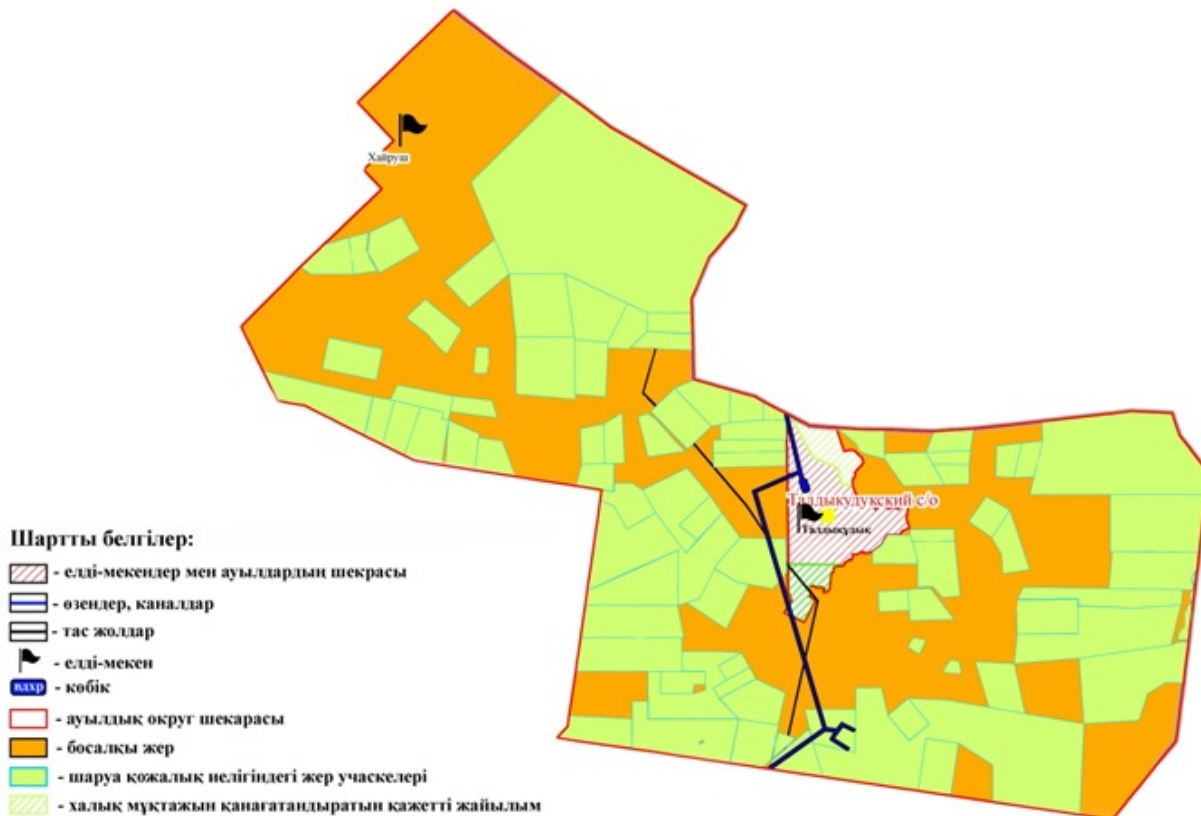 Хайруш
Талдыкудукский с/о
Талдықұдық
Шартты белгілер:
- елді-мекендер мен ауылдардың шекрасы
- өзендер, каналдар
- тас жолдар
- елді-мекен
вдхр - көбік
- ауылдық округ шекарасы
- босалқы жер
- шаруа қожалық иелігіндегі жер учаскелері
- халық мұқтажын қанағатандыратын қажетті жайылым